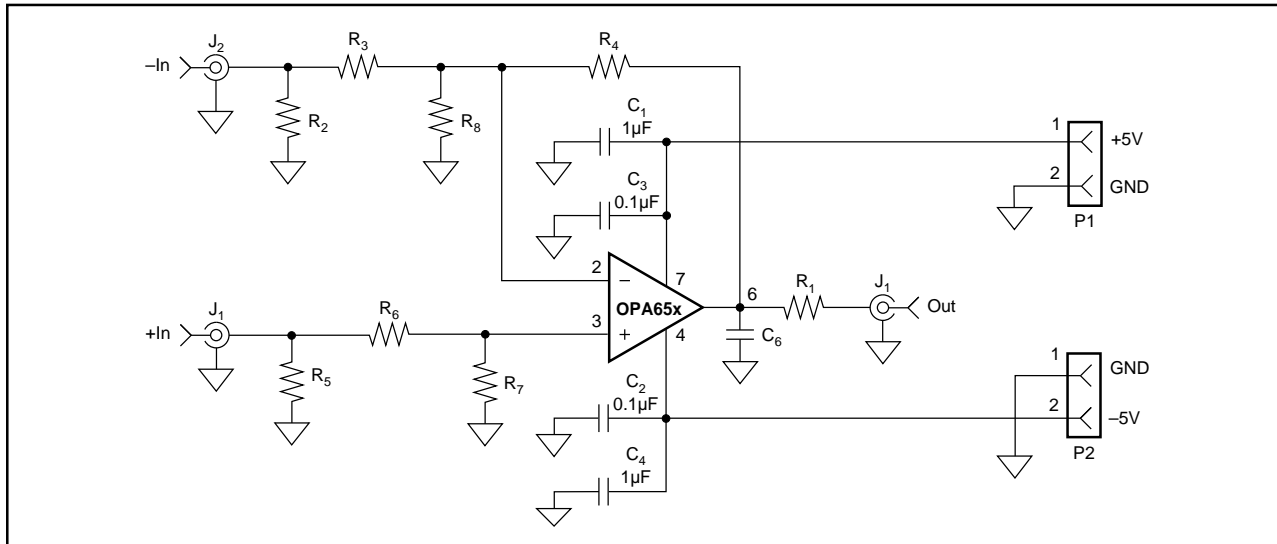 J2
–In
R3
R4
R2
R8
C1
1µF
C3
0.1µF
1
+5V
2
GND
P1
2
–
7
OPA65x
3
+
4
6
R1
J1
Out
C6
J1
+In
R6
R5
R7
C2
0.1µF
C4
1µF
1
GND
2
–5V
P2